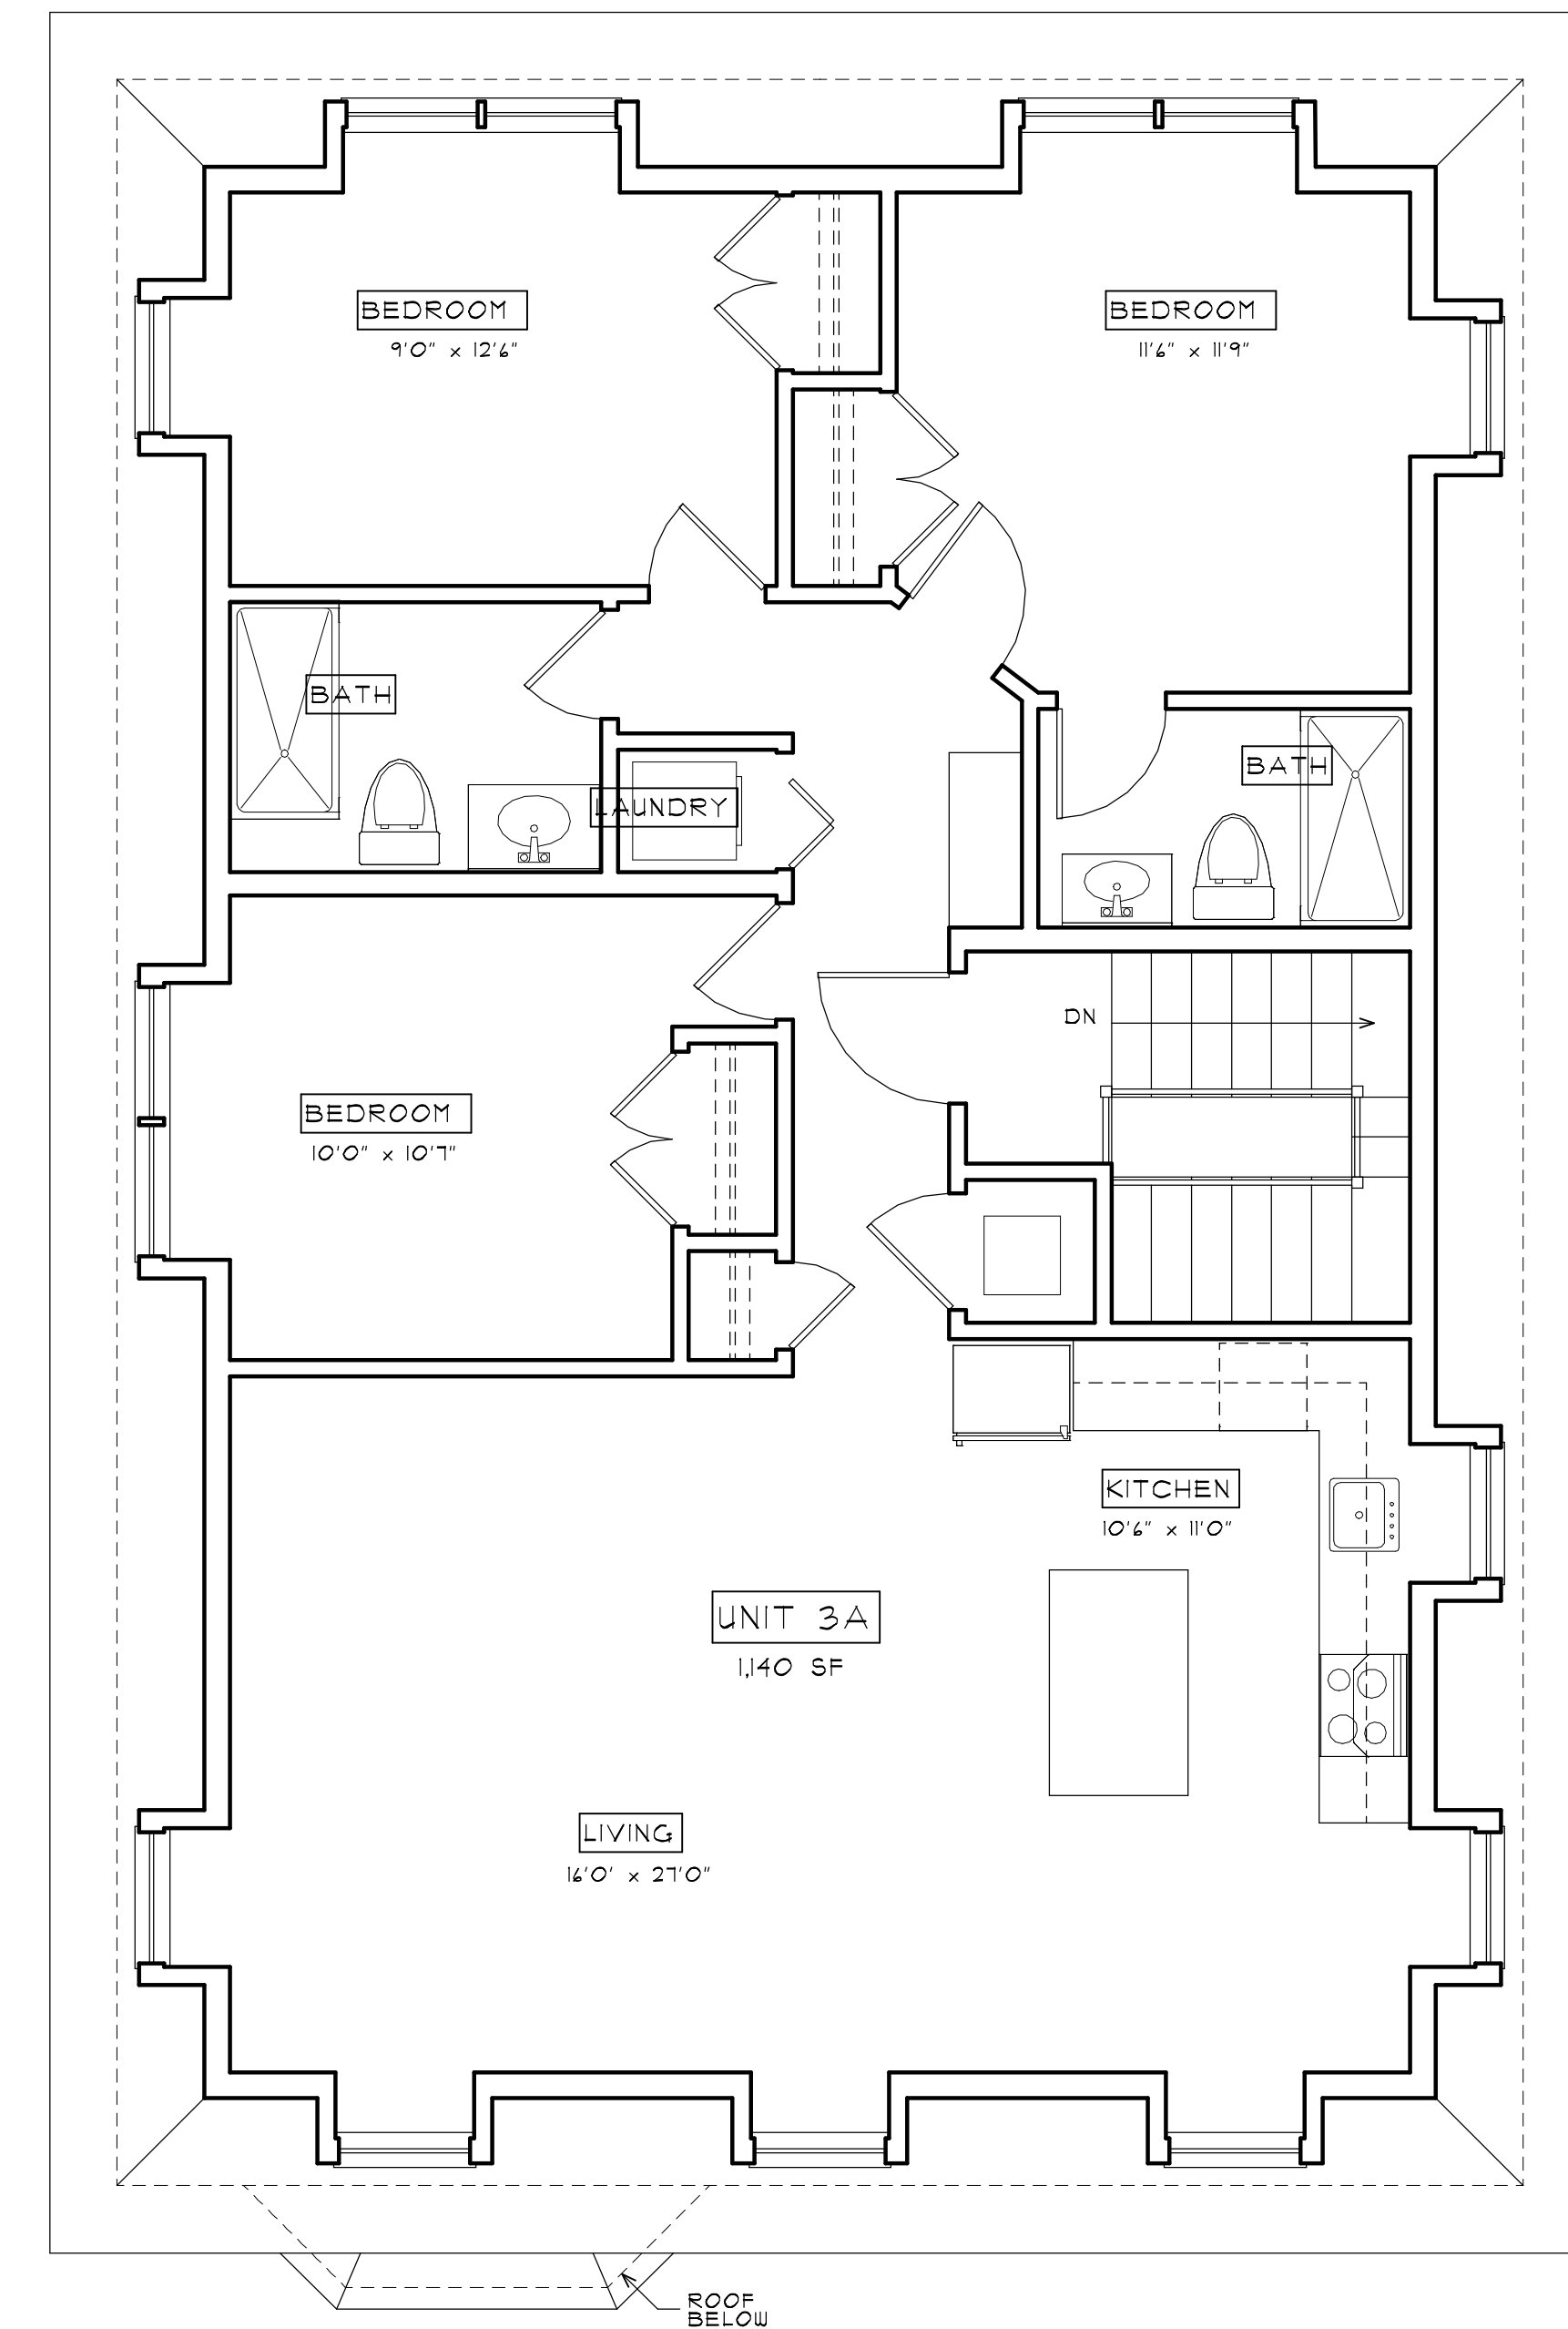 BEDROOM
9'0" x 12'6"
BEDROOM
11'6" x 11'9"
BATH
BATH
LAUNDRY
DN
BEDROOM
10'0" x 10'7"
KITCHEN
10'6" x 11'0"
UNIT 3A
1,140 SF
LIVING
16'0' x 27'0"
ROOF
BELOW